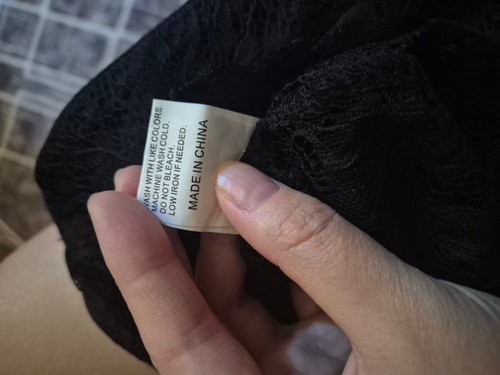 WASH WITH LIKE COLORS.
MACHINE WASH COLD.
DO NOT BLEACH.
LOW IRON IF NEEDED.
MADE IN CHINA